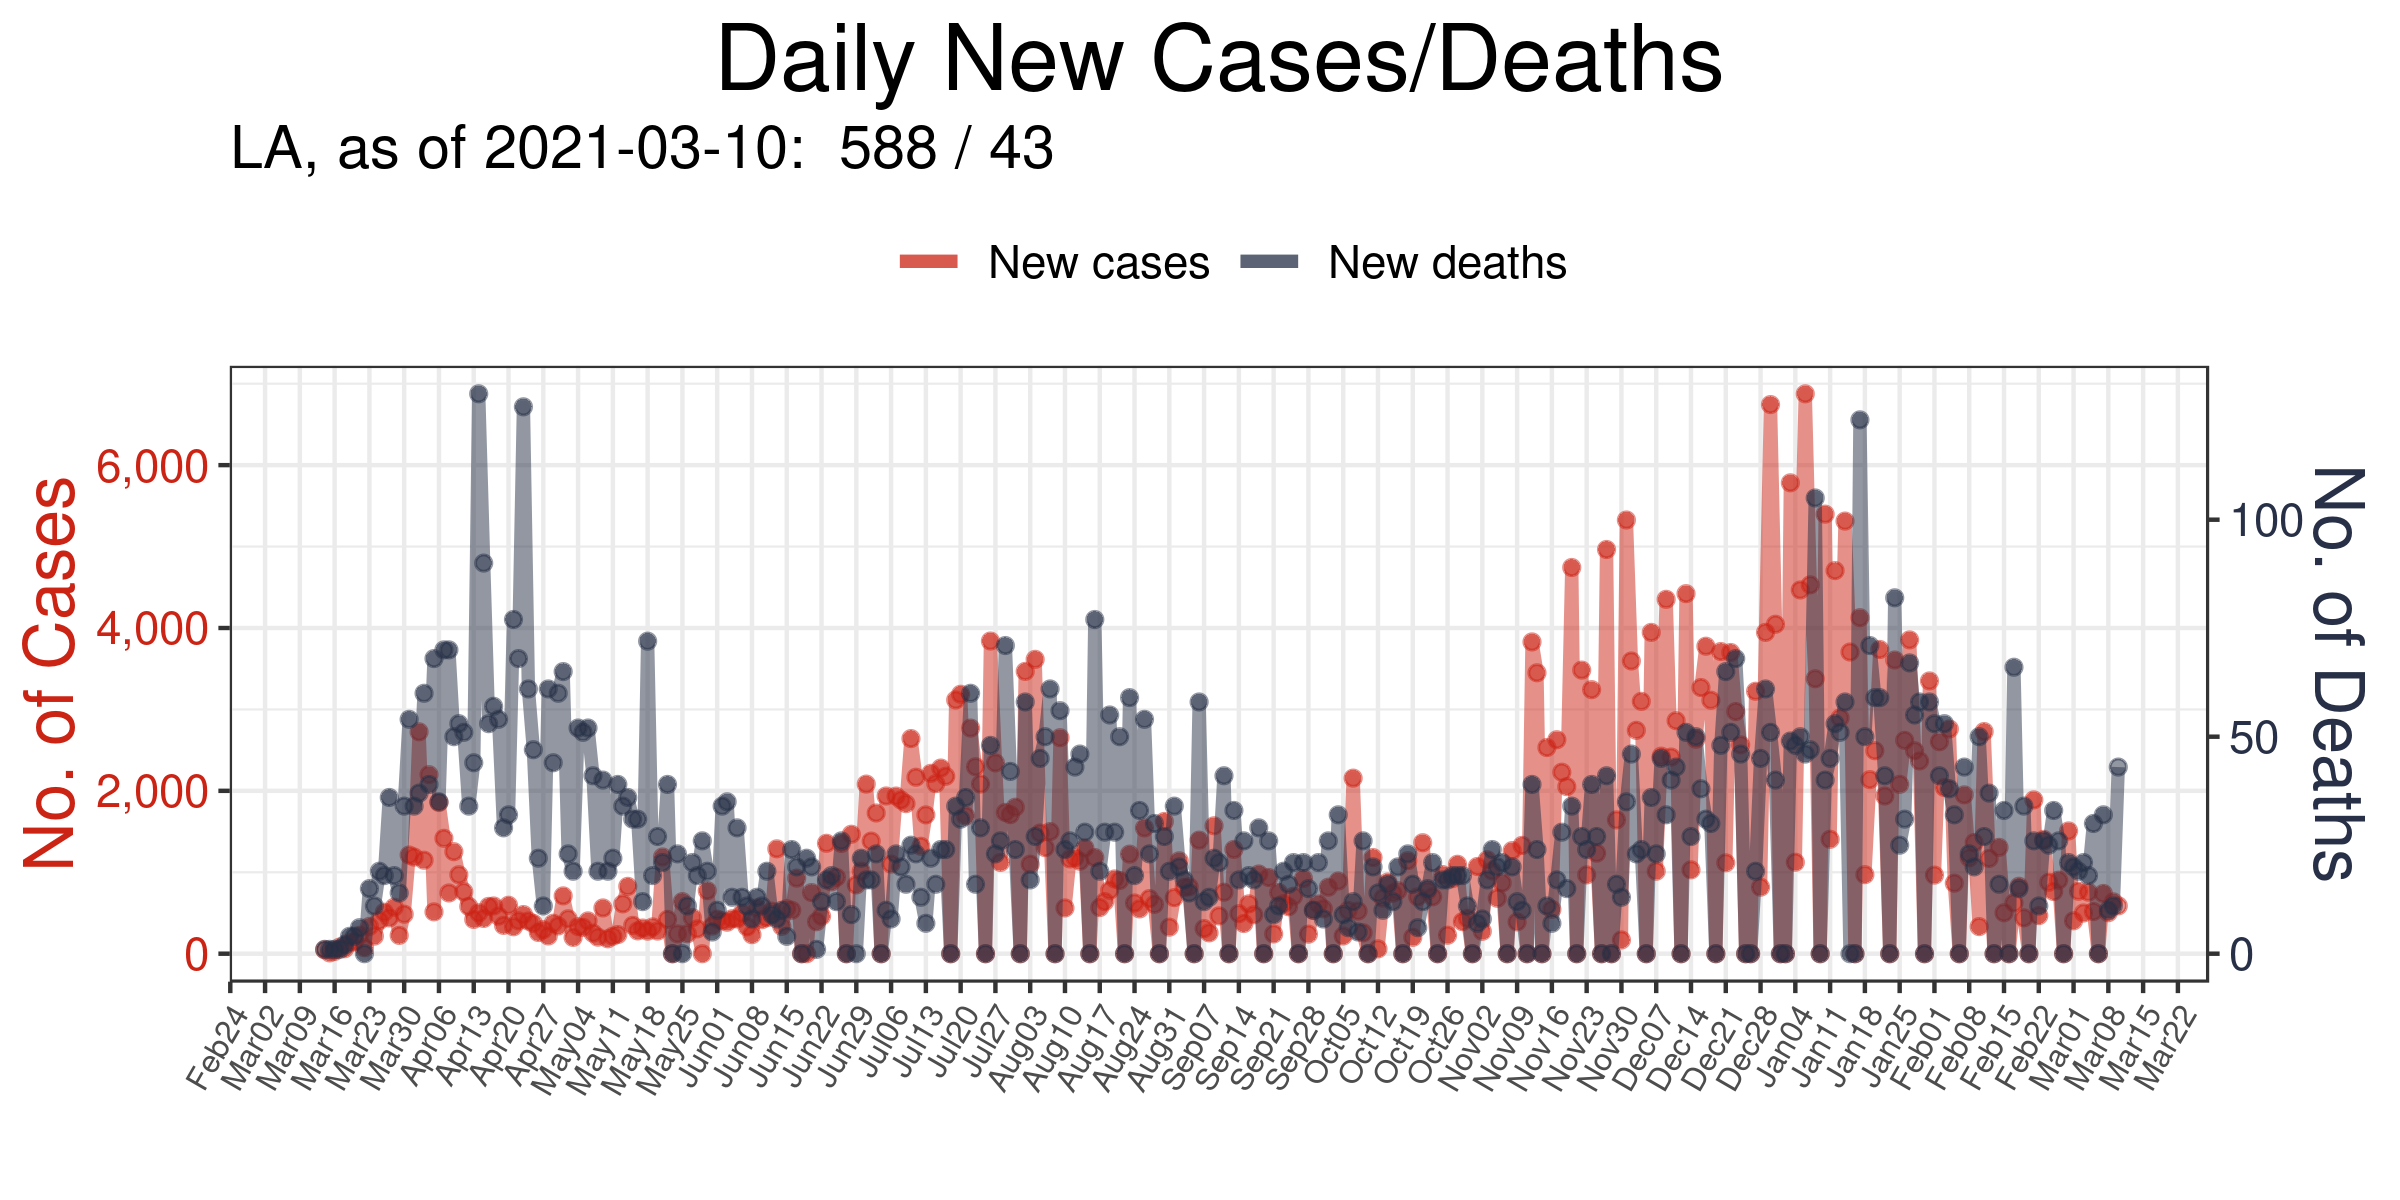 Daily New Cases/Deaths
LA, as of 2021-03-10:  588 / 43
New cases
New deaths
No. of Cases
6,000
4,000
2,000
0
100
50
0
No. of Deaths
Feb24
Mar02
Mar09
Mar16
Mar23
Mar30
Apr06
Apr13
Apr20
Apr27
May04
May11
May18
May25
Jun01
Jun08
Jun15
Jun22
Jun29
Jul06
Jul13
Jul20
Jul27
Aug03
Aug10
Aug17
Aug24
Aug31
Sep07
Sep14
Sep21
Sep28
Oct05
Oct12
Oct19
Oct26
Nov02
Nov09
Nov16
Nov23
Nov30
Dec07
Dec14
Dec21
Dec28
Jan04
Jan11
Jan18
Jan25
Feb01
Feb08
Feb15
Feb22
Mar01
Mar08
Mar15
Mar22